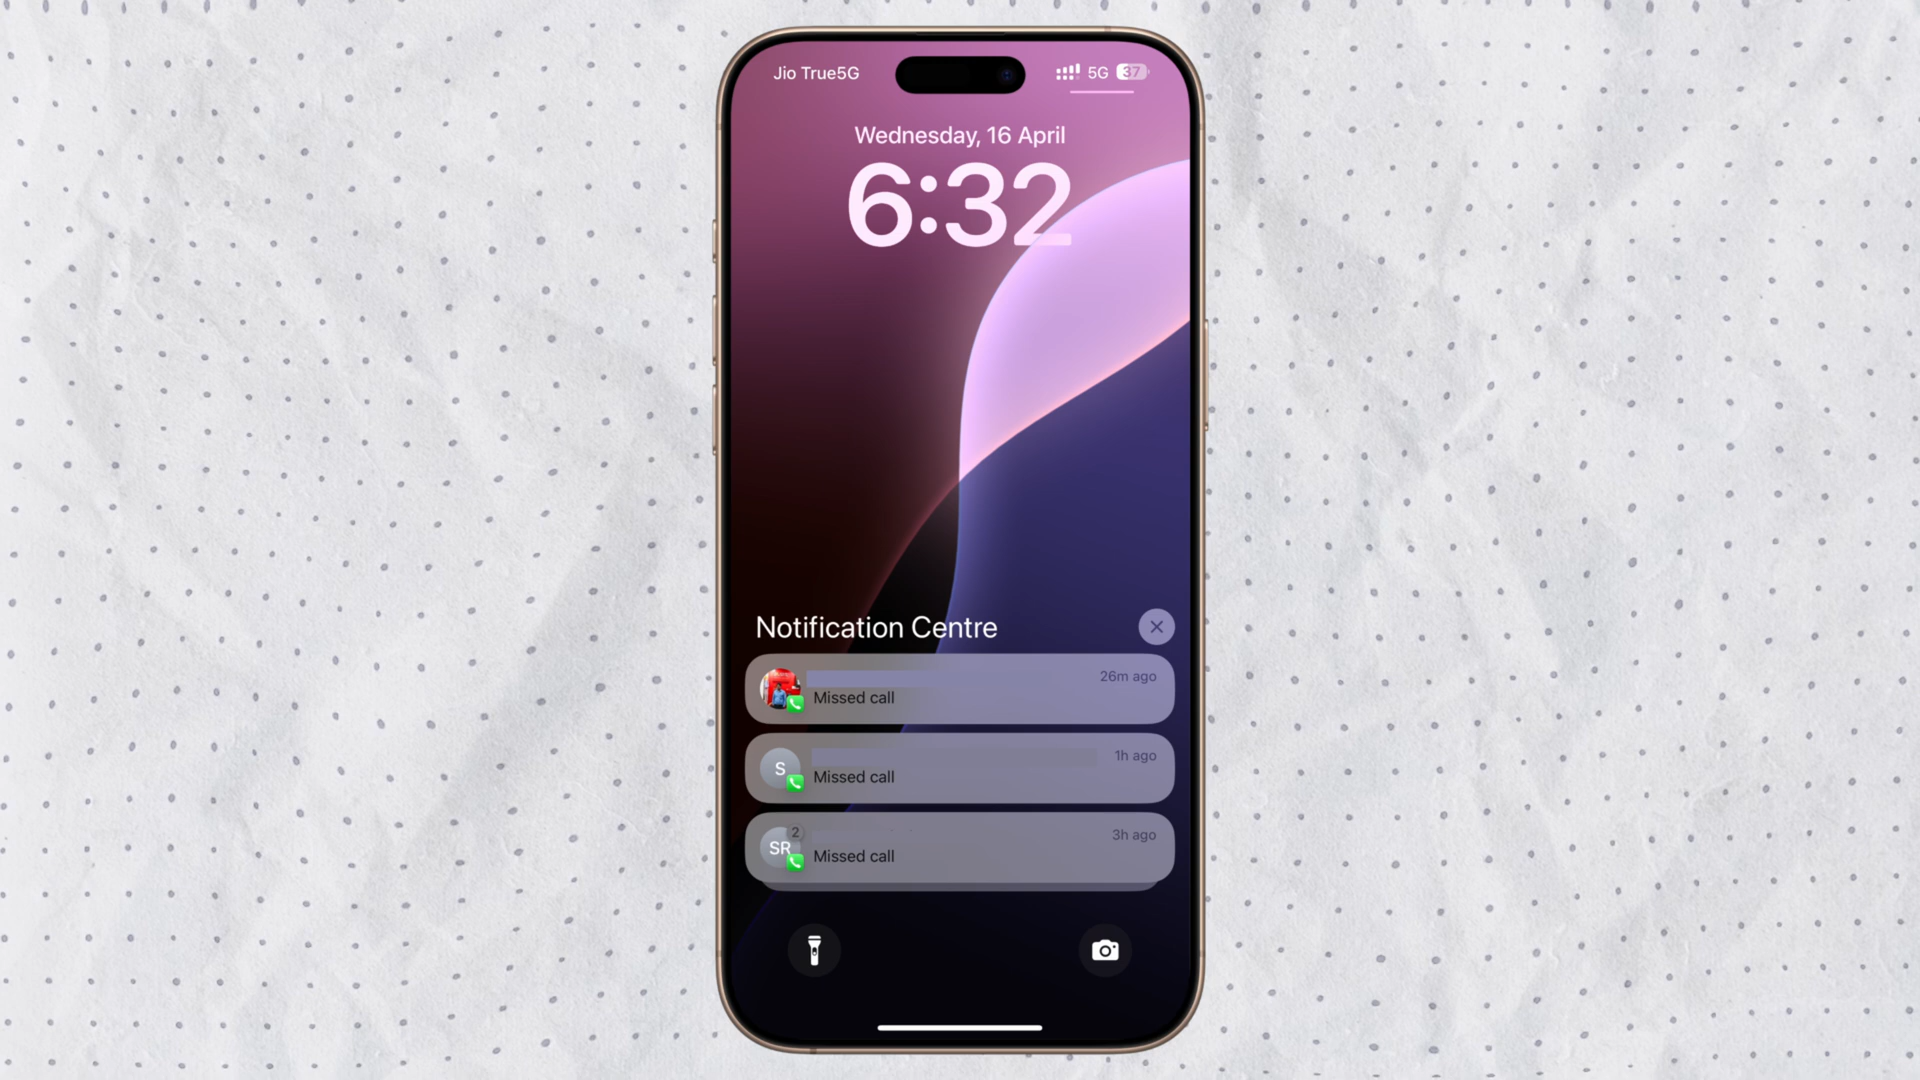 Jio True5G
5G 37
Wednesday, 16 April
6:32
Notification Centre
26m ago
Missed call
S
1h ago
Missed call
2
SR
3h ago
Missed call